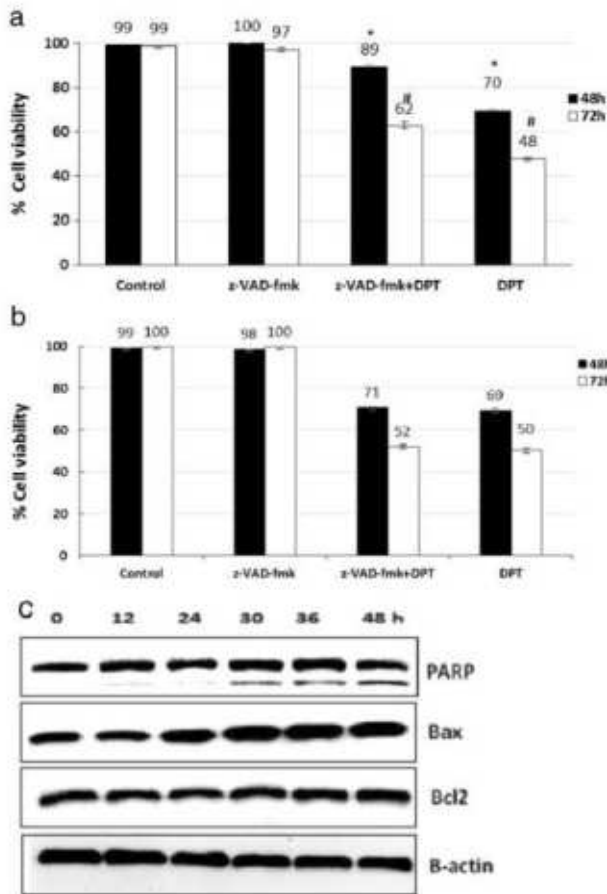 a
99 99 100 97 * 89 # 62 * 70 # 48
100
80
60
40
20
0
% Cell viability
48h
72h
Control z-VAD-fmk z-VAD-fmk+DPT DPT
b
99 100 98 100 71 52 69 50
100
80
60
40
20
0
% Cell viability
48h
72h
Control z-VAD-fmk z-VAD-fmk+DPT DPT
C
0 12 24 30 36 48 h
PARP
Bax
Bcl2
B-actin